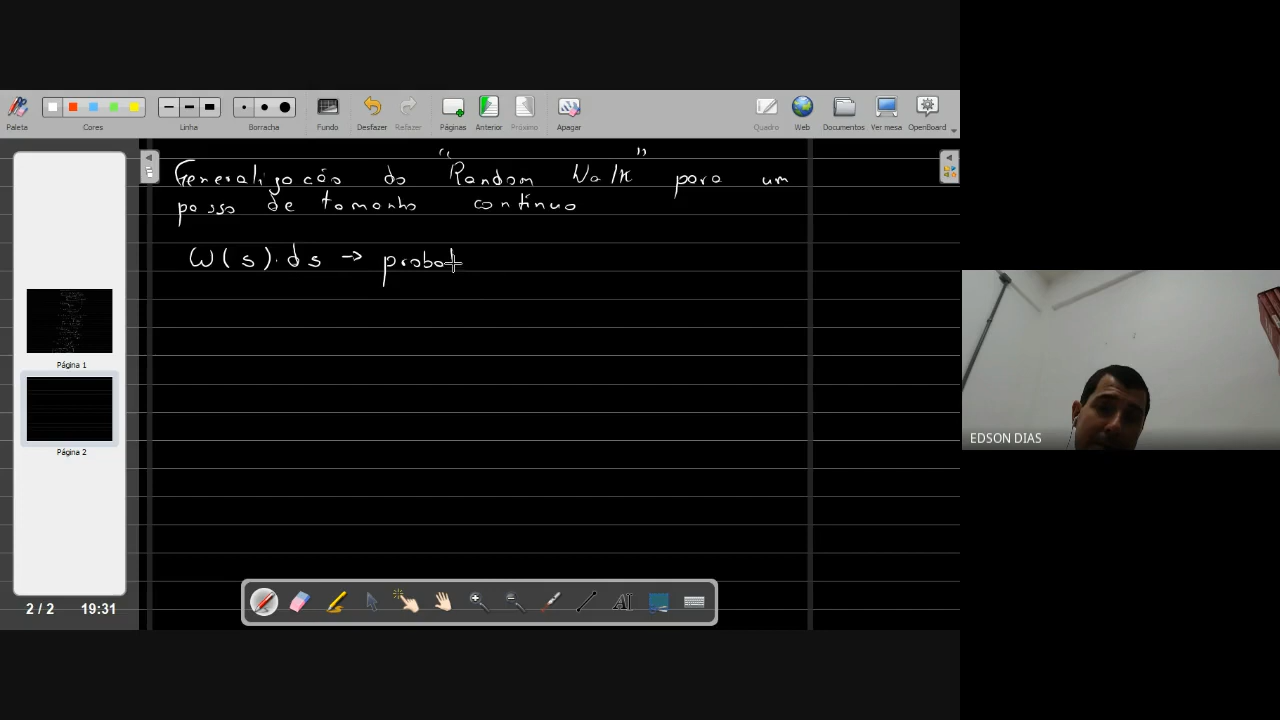 Paleta
Cores
Linha
Borracha
Fundo
Desfazer
Refazer
Páginas
Anterior
Próximo
Apagar
Quadro
Web
Documentos
Ver mesa
OpenBoard
Generalização do "Random Walk" para um
passo de tamanho contínuo
W(s).ds → probab
Página 1
Página 2
2 / 2 19:31
EDSON DIAS